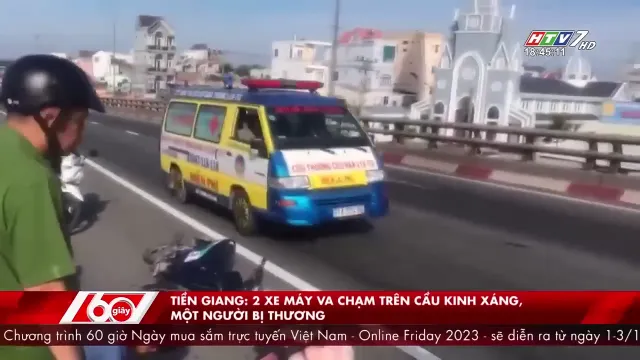 HTV7 HD
18:45:11
MIỄN PHÍ
60 giây
TIỀN GIANG: 2 XE MÁY VA CHẠM TRÊN CẦU KINH XÁNG,
MỘT NGƯỜI BỊ THƯƠNG
Chương trình 60 giờ Ngày mua sắm trực tuyến Việt Nam - Online Friday 2023 - sẽ diễn ra từ ngày 1-3/1